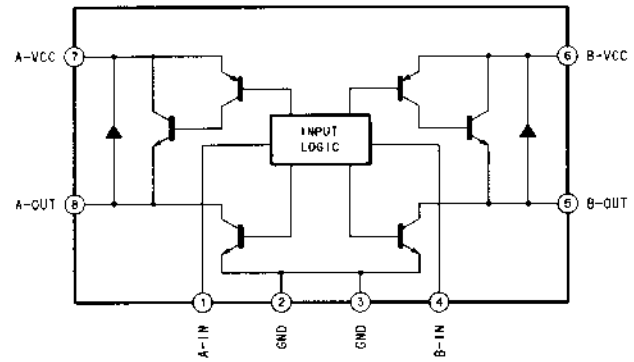 A-VCC 7
6 B-VCC
INPUT
LOGIC
A-OUT 8
5 B-OUT
1 2 3 4
A-IN
GND
GND
B-IN